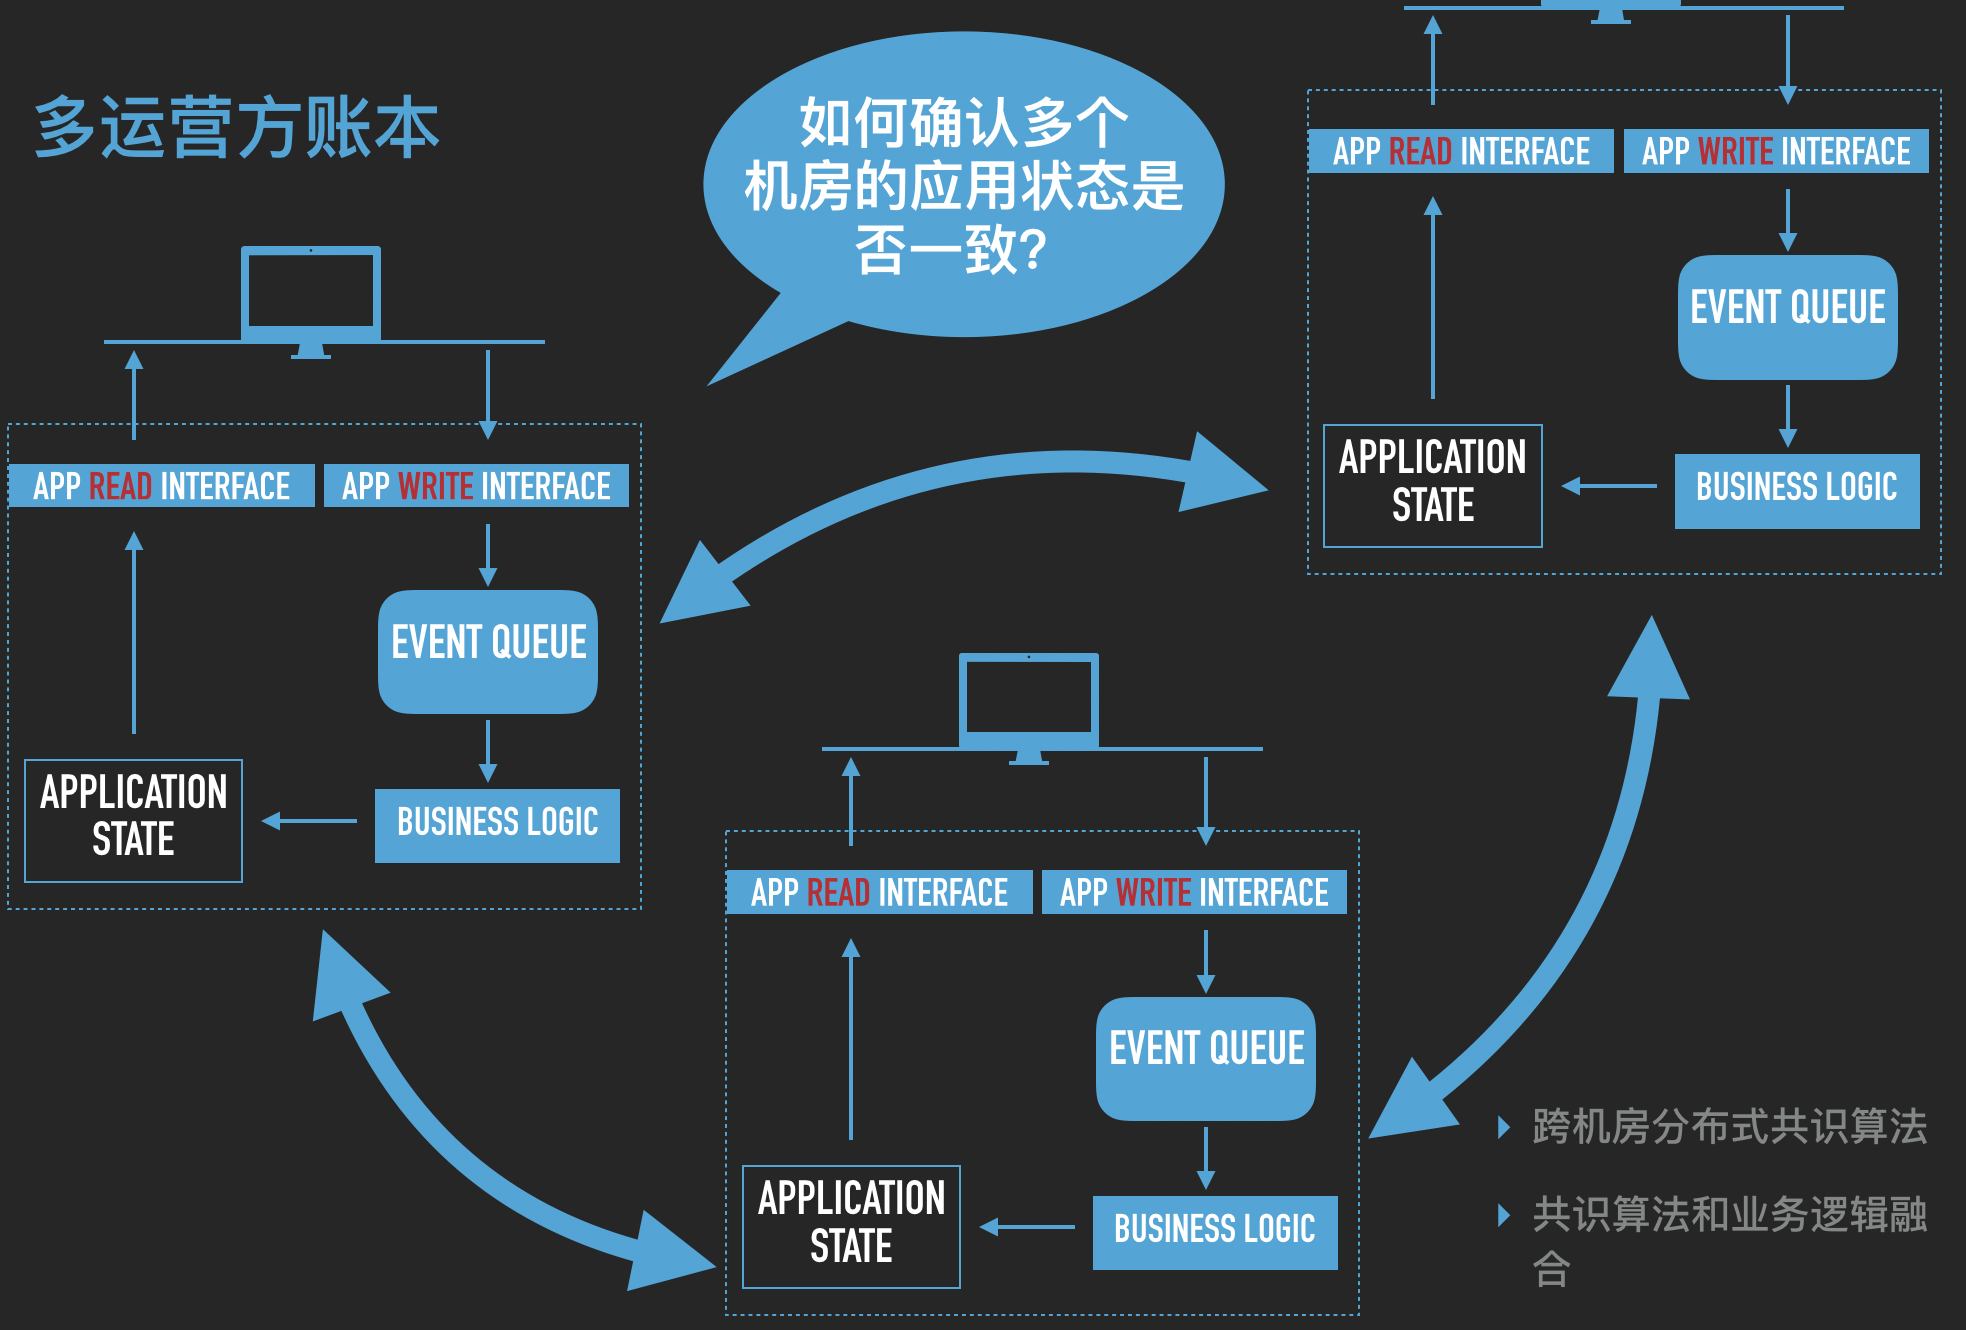 多运营方账本
如何确认多个
机房的应用状态是
否一致?
APP READ INTERFACE
APP WRITE INTERFACE
EVENT QUEUE
APPLICATION
STATE
BUSINESS LOGIC
APP READ INTERFACE
APP WRITE INTERFACE
EVENT QUEUE
APPLICATION
STATE
BUSINESS LOGIC
APP READ INTERFACE
APP WRITE INTERFACE
EVENT QUEUE
APPLICATION
STATE
BUSINESS LOGIC
跨机房分布式共识算法
共识算法和业务逻辑融
合